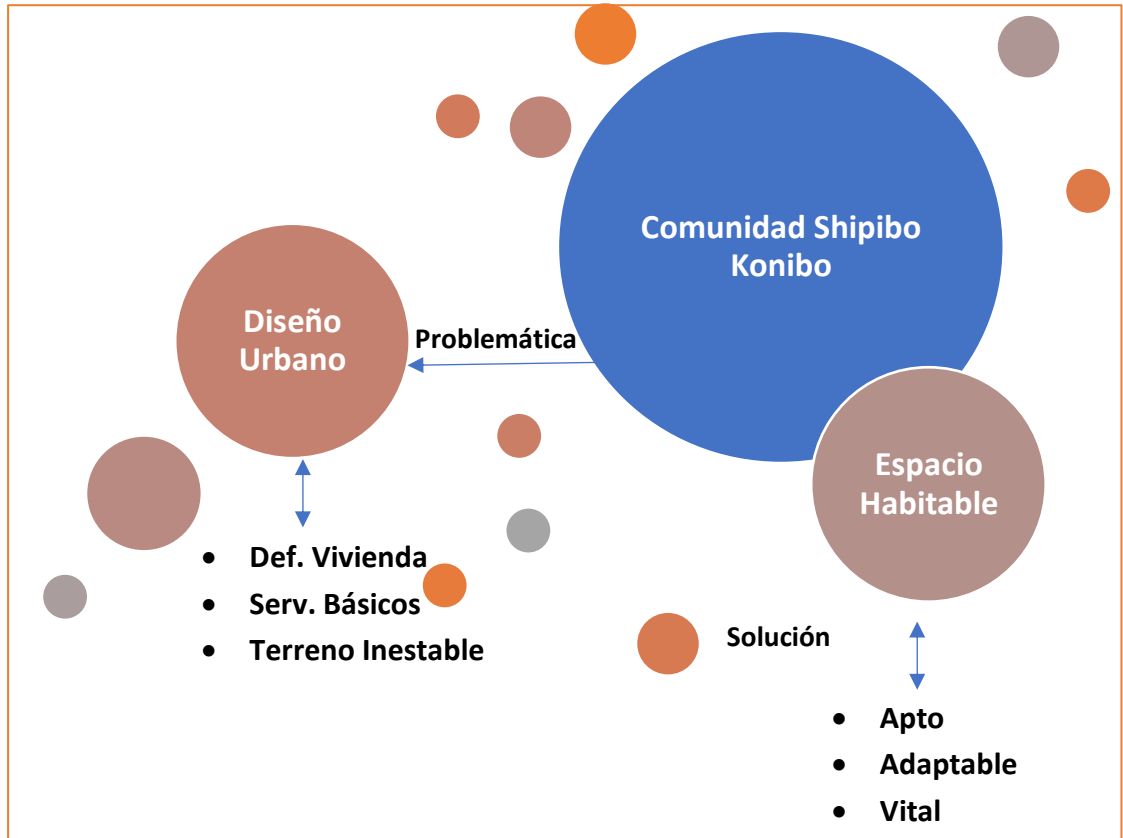 Comunidad Shipibo
Konibo
Diseño
Urbano
Problemática
Espacio
Habitable
• Def. Vivienda
• Serv. Básicos
• Terreno Inestable
Solución
• Apto
• Adaptable
• Vital